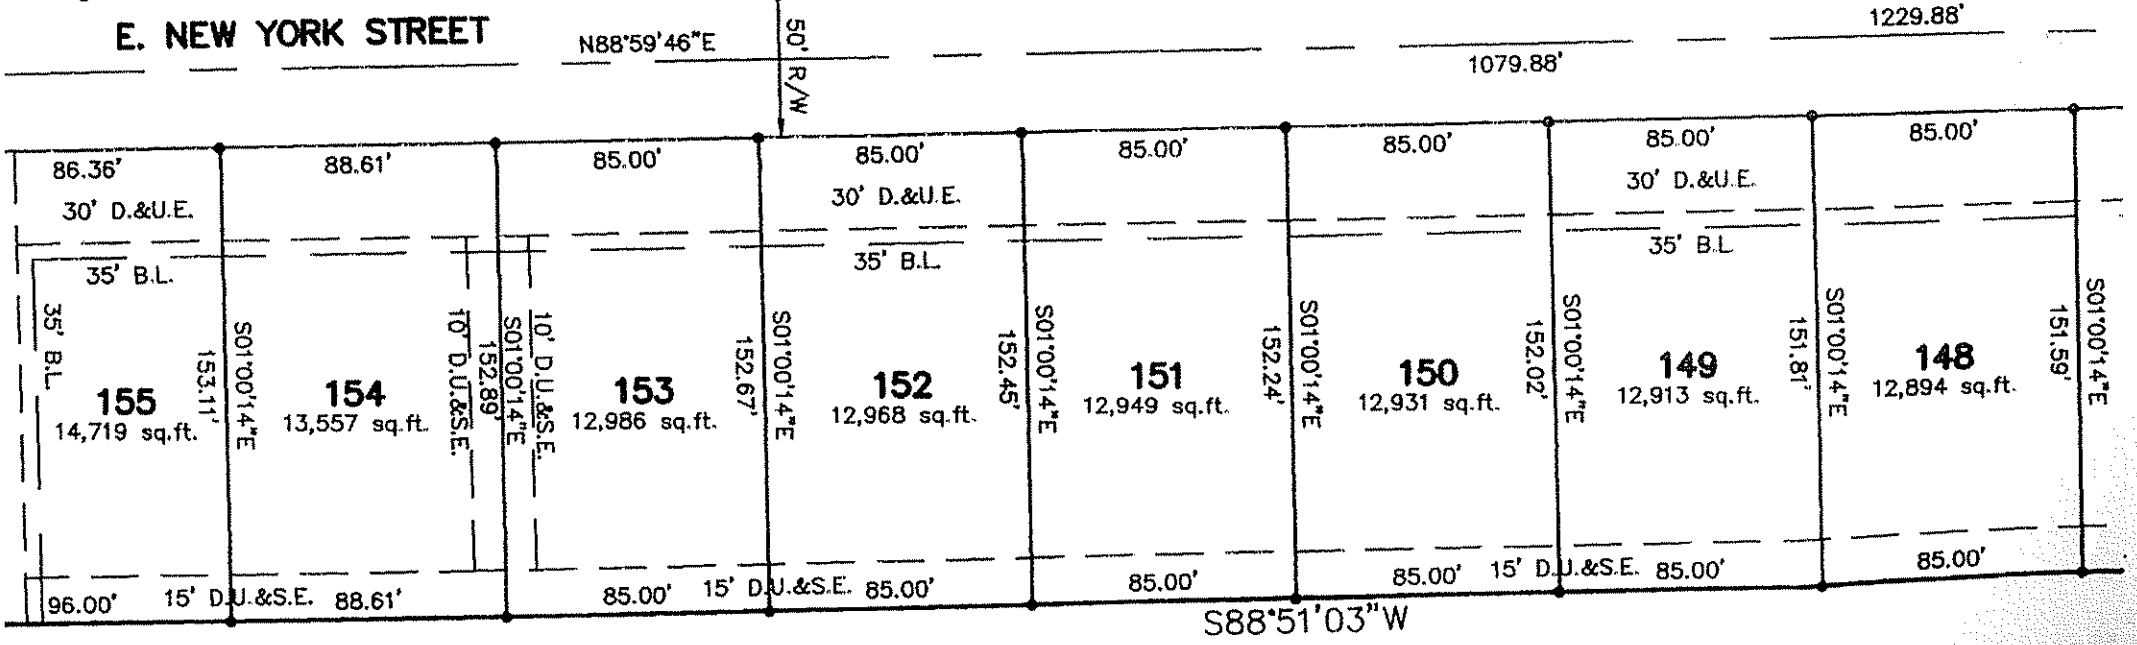 1229.88'
E. NEW YORK STREET
N88°59'46"E
50' R/W
1079.88'
86.36'
88.61'
85.00'
85.00'
85.00'
85.00'
85.00'
85.00'
30' D.&U.E.
30' D.&U.E.
30' D.&U.E.
35' B.L.
35' B.L.
35' B.L.
35' B.L.
155
14,719 sq.ft.
153.11'
S01°00'14"E
154
13,557 sq.ft.
10' D.U.&S.E.
152.89'
S01°00'14"E
10' D.U.&S.E.
153
12,986 sq.ft.
152.67'
S01°00'14"E
152
12,968 sq.ft.
152.45'
S01°00'14"E
151
12,949 sq.ft.
152.24'
S01°00'14"E
150
12,931 sq.ft.
152.02'
S01°00'14"E
149
12,913 sq.ft.
151.81'
S01°00'14"E
148
12,894 sq.ft.
151.59'
S01°00'14"E
96.00'
15' D.U.&S.E.
88.61'
85.00'
15' D.U.&S.E.
85.00'
85.00'
85.00'
15' D.U.&S.E.
85.00'
85.00'
S88°51'03"W